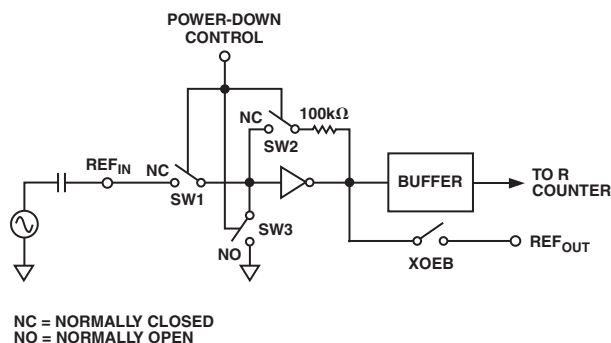 POWER-DOWN
CONTROL
NC
100kΩ
SW2
REFIN
NC
SW1
BUFFER
TO R
COUNTER
SW3
NO
XOEB
REFOUT
NC = NORMALLY CLOSED
NO = NORMALLY OPEN